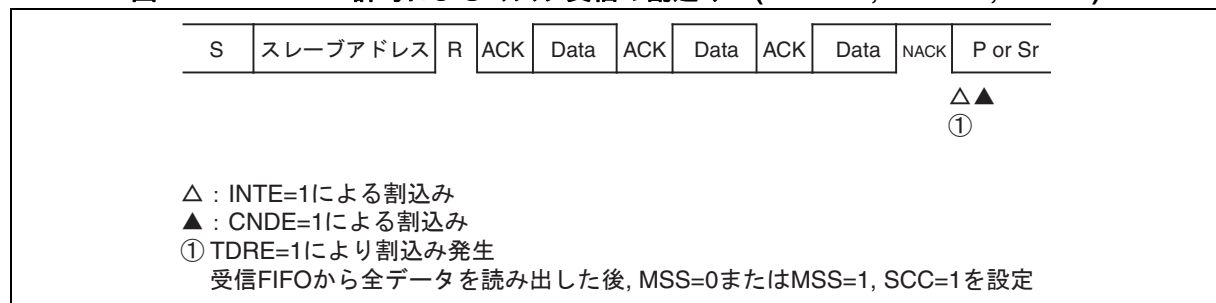 S スレーブアドレス R ACK Data ACK Data ACK Data NACK P or Sr
△▲
①
△：INTE=1による割込み
▲：CNDE=1による割込み
① TDRE=1により割込み発生
受信FIFOから全データを読み出した後, MSS=0またはMSS=1, SCC=1を設定